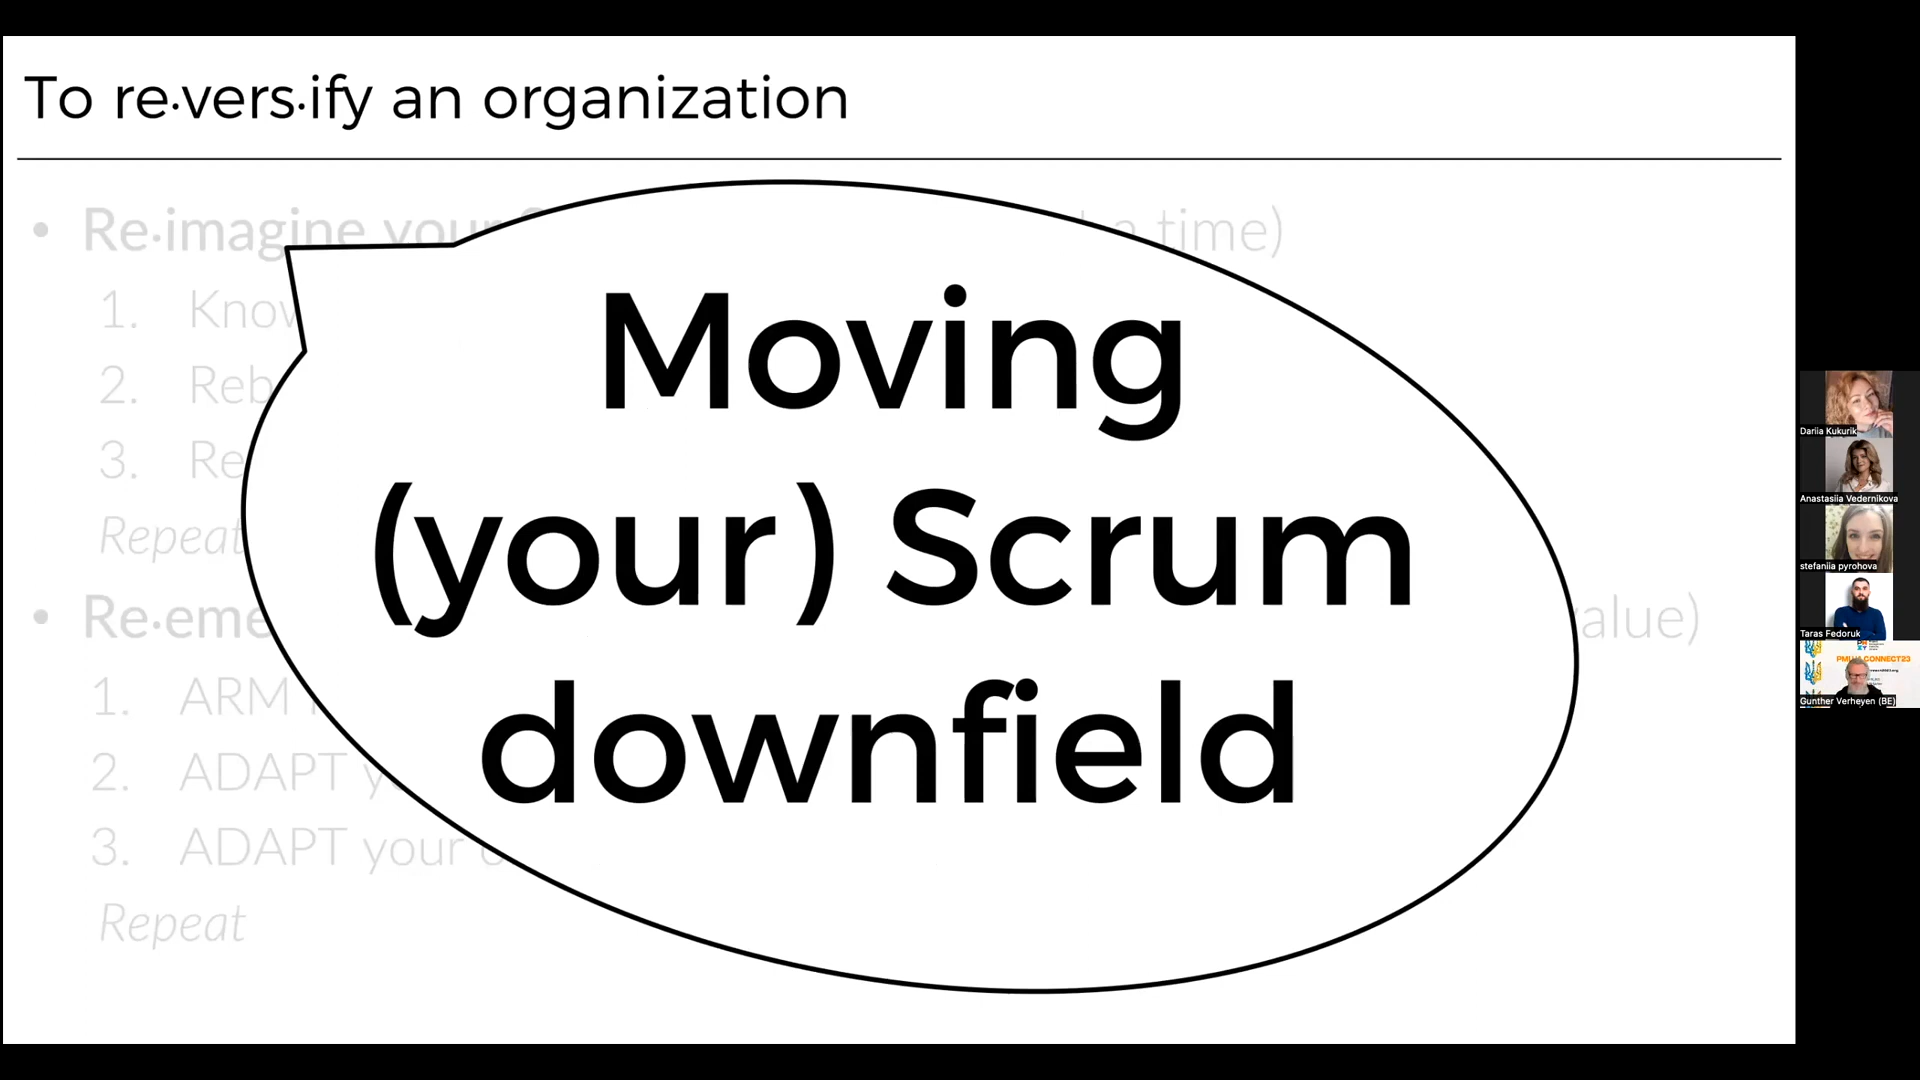 To re·vers·ify an organization
• Re·imagine your time)
1. Know
2. Reb
3. Re
Repeat
Moving
(your) Scrum
downfield
• Re·eme alue)
1. ARM
2. ADAPT y
3. ADAPT your
Repeat
Dariia Kukurik
Anastasiia Vedernikova
stefaniia pyrohova
Taras Fedoruk
CONNECT23
Gunther Verheyen (BE)